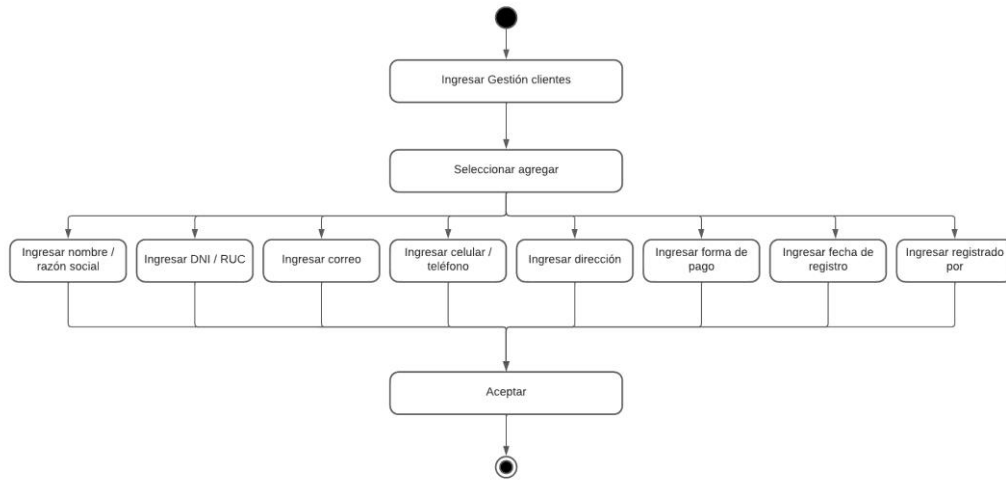 Ingresar Gestión clientes
Seleccionar agregar
Ingresar nombre /
razón social
Ingresar DNI / RUC
Ingresar correo
Ingresar celular /
teléfono
Ingresar dirección
Ingresar forma de
pago
Ingresar fecha de
registro
Ingresar registrado
por
Aceptar